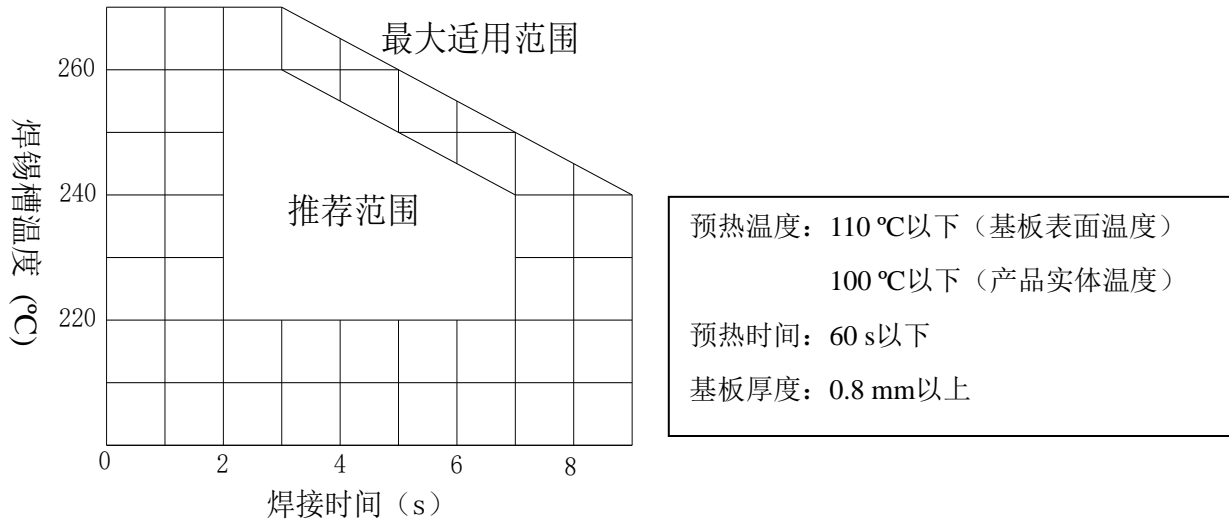 最大适用范围
260
240
220
焊锡槽温度 (℃)
推荐范围
0 2 4 6 8
焊接时间（s）
预热温度：110 ℃以下（基板表面温度）
100 ℃以下（产品实体温度）
预热时间：60 s以下
基板厚度：0.8 mm以上